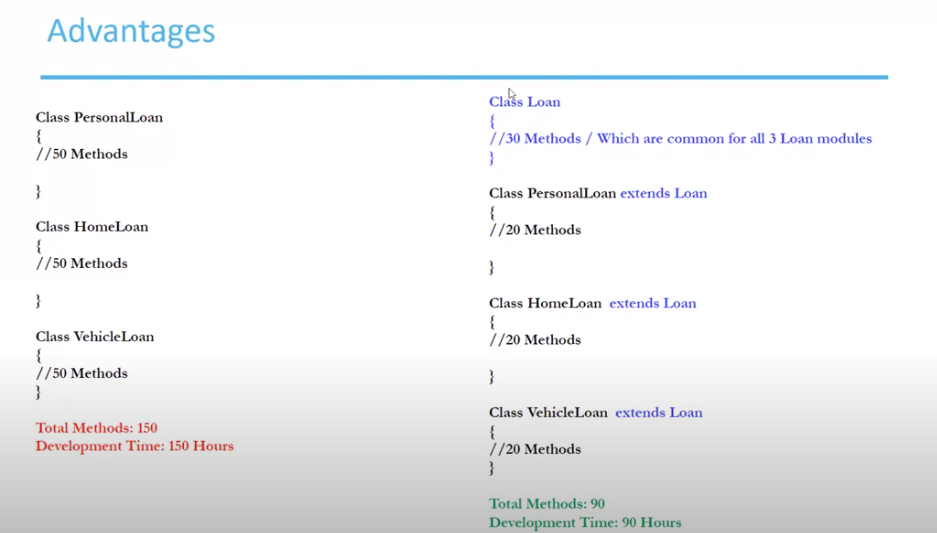 Advantages
Class PersonalLoan
{
//50 Methods
}
Class HomeLoan
{
//50 Methods
}
Class VehicleLoan
{
//50 Methods
}
Total Methods: 150
Development Time: 150 Hours
Class Loan
{
//30 Methods / Which are common for all 3 Loan modules
}
Class PersonalLoan extends Loan
{
//20 Methods
}
Class HomeLoan extends Loan
{
//20 Methods
}
Class VehicleLoan extends Loan
{
//20 Methods
}
Total Methods: 90
Development Time: 90 Hours